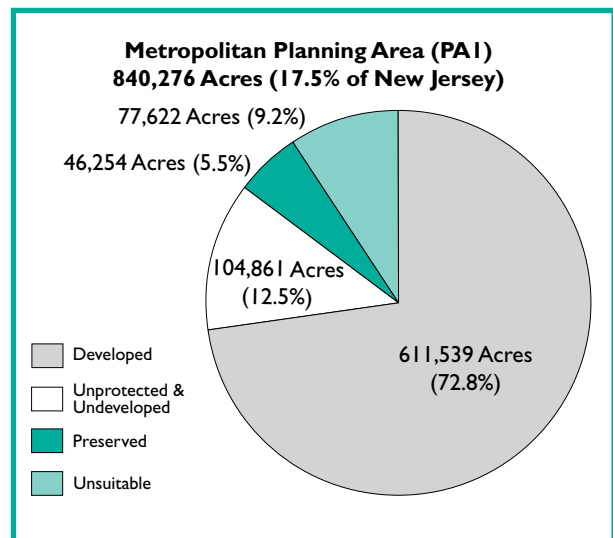 Metropolitan Planning Area (PA1)
840,276 Acres (17.5% of New Jersey)
77,622 Acres (9.2%)
46,254 Acres (5.5%)
104,861 Acres
(12.5%)
611,539 Acres
(72.8%)
Developed
Unprotected &
Undeveloped
Preserved
Unsuitable